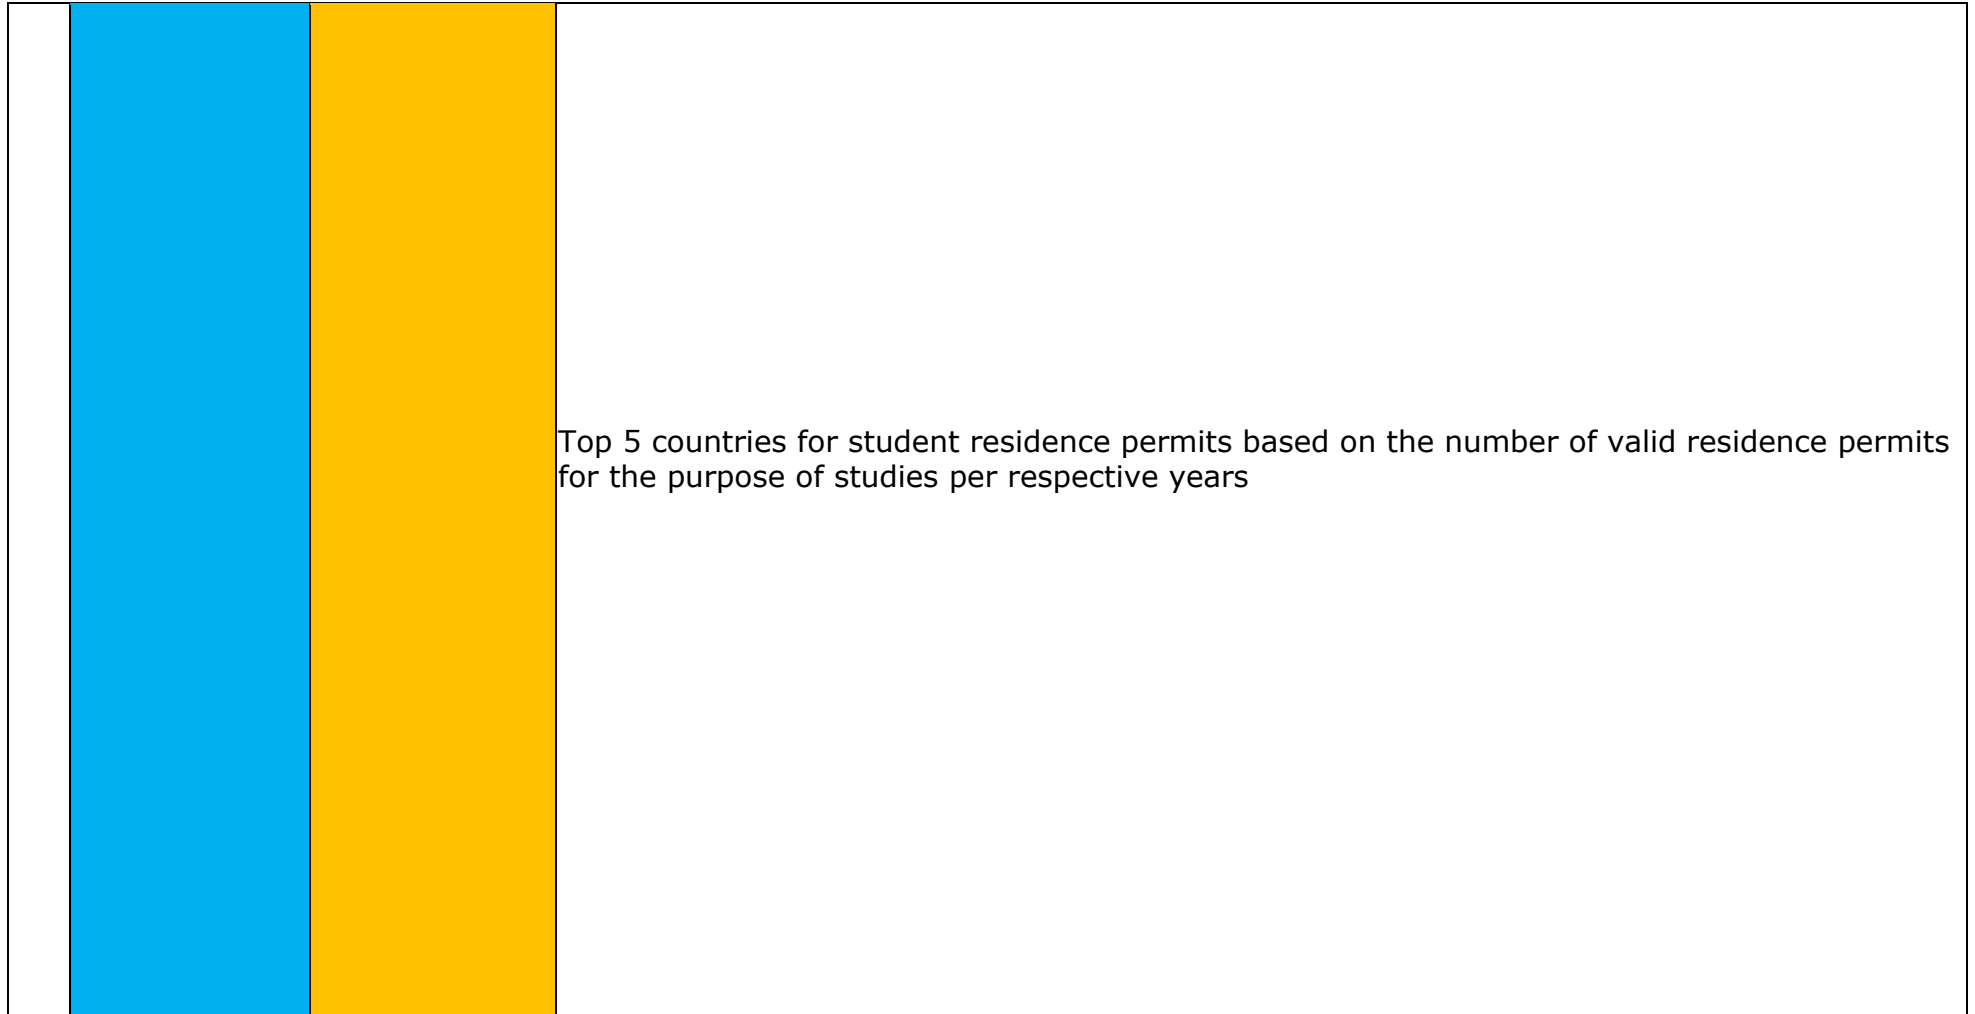 Top 5 countries for student residence permits based on the number of valid residence permits
for the purpose of studies per respective years